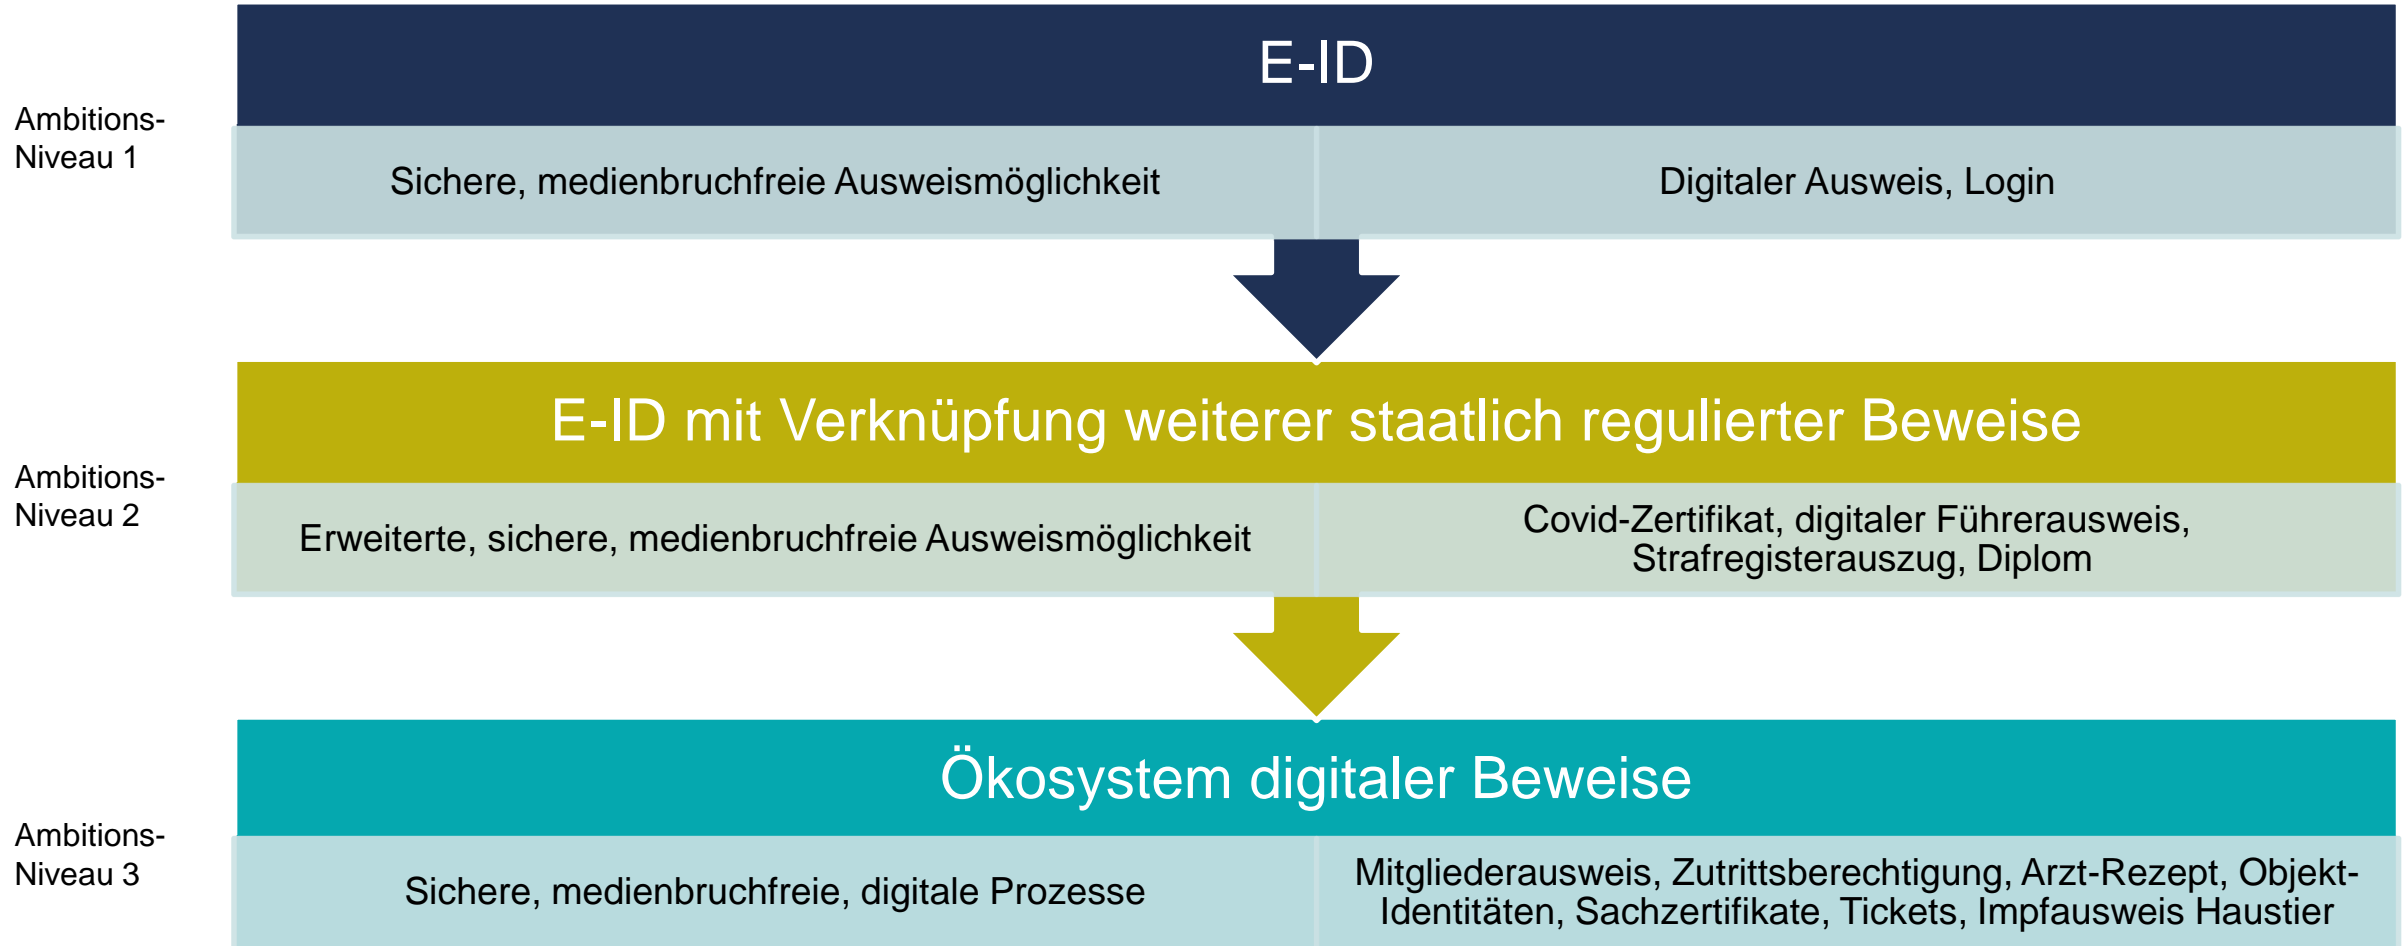 E-ID
Ambitions-
Niveau 1
Sichere, medienbruchfreie Ausweismöglichkeit
Digitaler Ausweis, Login
E-ID mit Verknüpfung weiterer staatlich regulierter Beweise
Ambitions-
Niveau 2
Erweiterte, sichere, medienbruchfreie Ausweismöglichkeit
Covid-Zertifikat, digitaler Führerausweis,
Strafregisterauszug, Diplom
Ökosystem digitaler Beweise
Ambitions-
Niveau 3
Sichere, medienbruchfreie, digitale Prozesse
Mitgliederausweis, Zutrittsberechtigung, Arzt-Rezept, Objekt-
Identitäten, Sachzertifikate, Tickets, Impfausweis Haustier